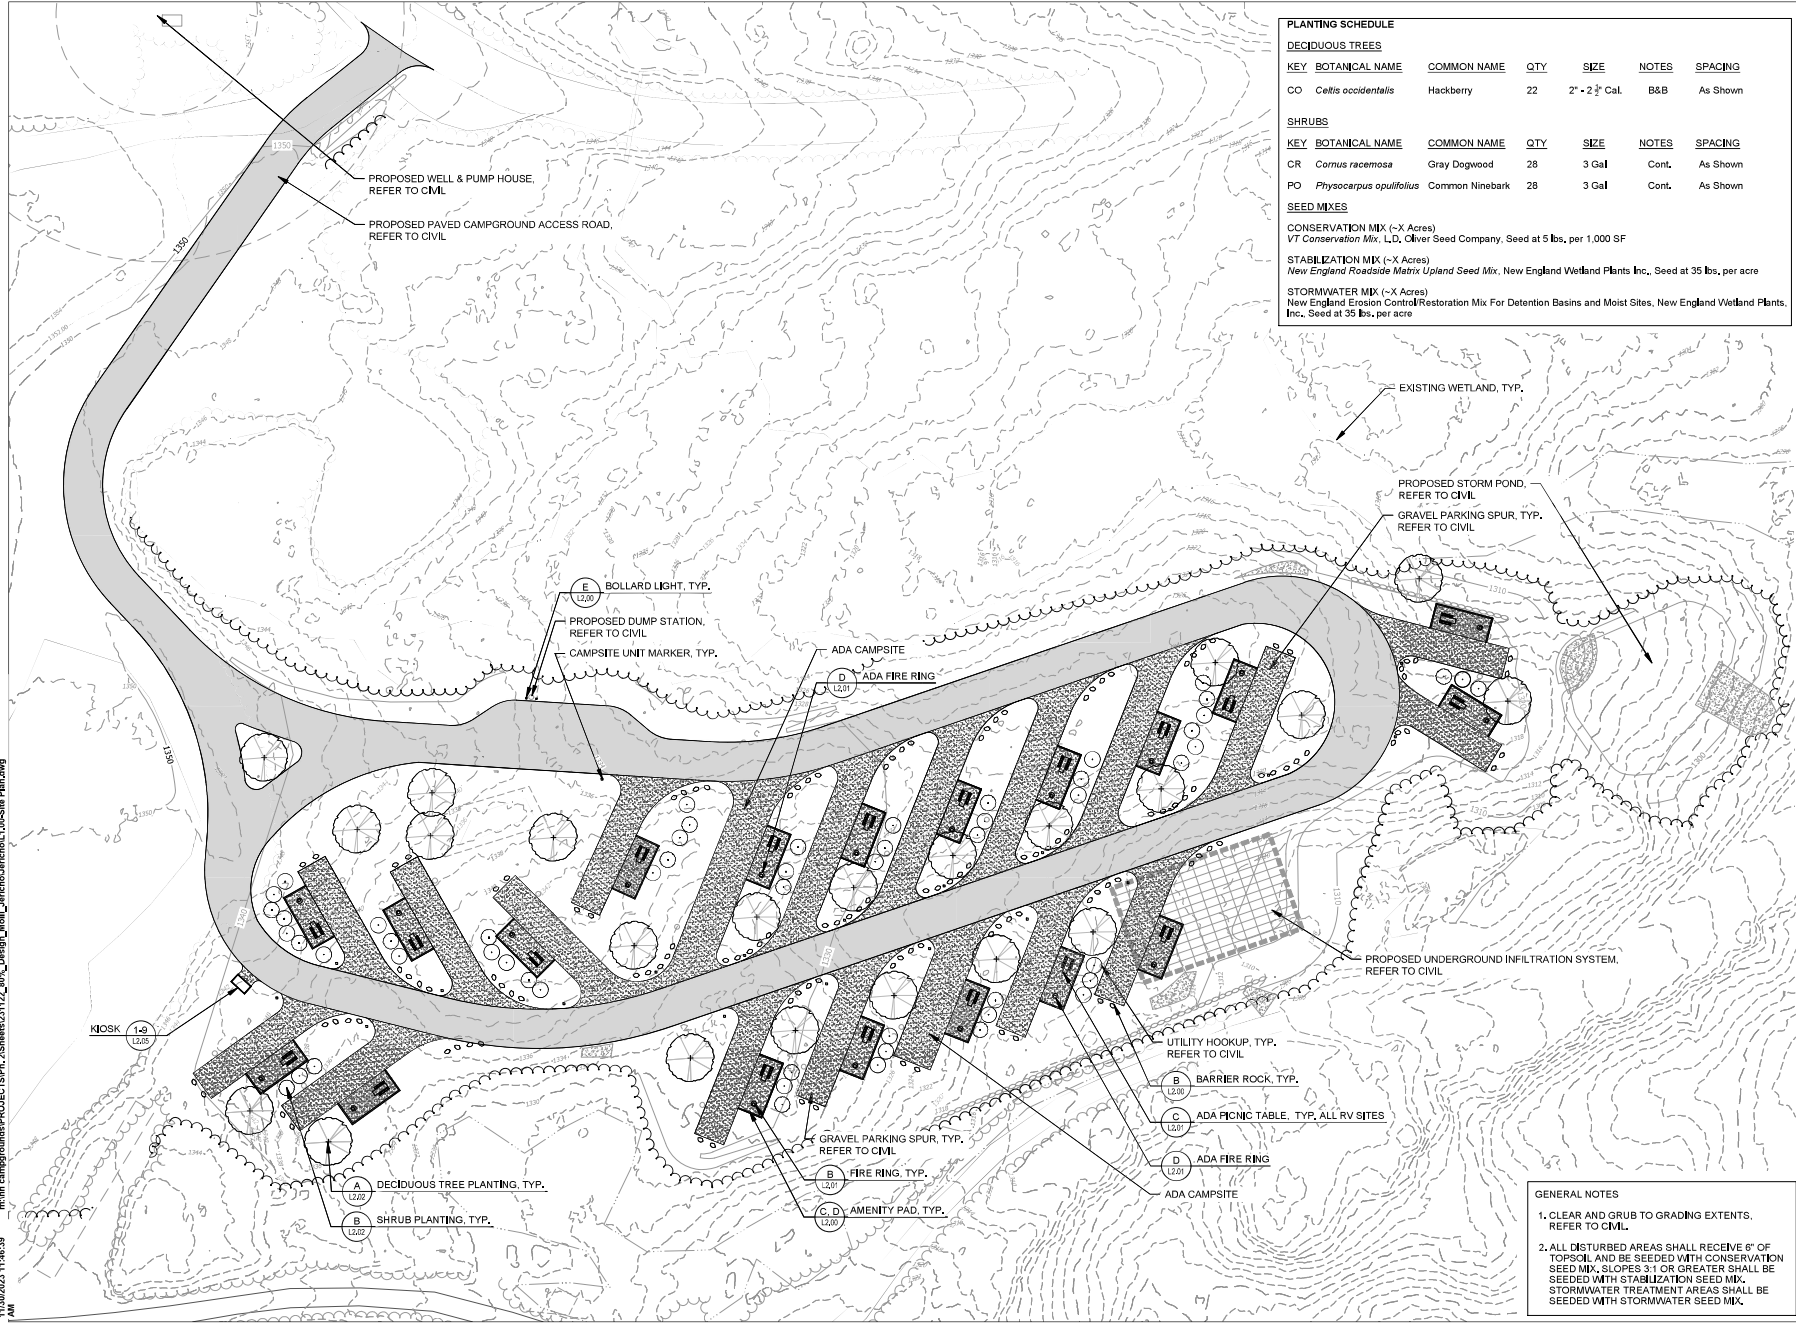 PLANTING SCHEDULE
DECIDUOUS TREES
KEY BOTANICAL NAME COMMON NAME QTY SIZE NOTES SPACING
CO Celtis occidentalis Hackberry 22 2" - 2 ½" Cal. B&B As Shown
SHRUBS
KEY BOTANICAL NAME COMMON NAME QTY SIZE NOTES SPACING
CR Cornus racemosa Gray Dogwood 28 3 Gal Cont. As Shown
PO Physocarpus opulifolius Common Ninebark 28 3 Gal Cont. As Shown
SEED MIXES
CONSERVATION MIX (~X Acres)
VT Conservation Mix, L.D. Oliver Seed Company, Seed at 5 lbs. per 1,000 SF
STABILIZATION MIX (~X Acres)
New England Roadside Matrix Upland Seed Mix, New England Wetland Plants Inc., Seed at 35 lbs. per acre
STORMWATER MIX (~X Acres)
New England Erosion Control/Restoration Mix For Detention Basins and Moist Sites, New England Wetland Plants,
Inc., Seed at 35 lbs. per acre
1350
PROPOSED WELL & PUMP HOUSE,
REFER TO CIVIL
PROPOSED PAVED CAMPGROUND ACCESS ROAD,
REFER TO CIVIL
1350
EXISTING WETLAND, TYP.
PROPOSED STORM POND,
REFER TO CIVIL
GRAVEL PARKING SPUR, TYP.
REFER TO CIVIL
E
L2.00
BOLLARD LIGHT, TYP.
PROPOSED DUMP STATION,
REFER TO CIVIL
CAMPSITE UNIT MARKER, TYP.
ADA CAMPSITE
D
L2.01
ADA FIRE RING
1310
1350
1340
1330
1310
PROPOSED UNDERGROUND INFILTRATION SYSTEM,
REFER TO CIVIL
KIOSK
1-9
L2.05
UTILITY HOOKUP, TYP.
REFER TO CIVIL
B
L2.00
BARRIER ROCK, TYP.
C
L2.01
ADA PICNIC TABLE, TYP. ALL RV SITES
D
L2.01
ADA FIRE RING
ADA CAMPSITE
GRAVEL PARKING SPUR, TYP.
REFER TO CIVIL
B
L2.01
FIRE RING, TYP.
C, D
L2.00
AMENITY PAD, TYP.
A
L2.02
DECIDUOUS TREE PLANTING, TYP.
B
L2.02
SHRUB PLANTING, TYP.
GENERAL NOTES
1. CLEAR AND GRUB TO GRADING EXTENTS,
REFER TO CIVIL.
2. ALL DISTURBED AREAS SHALL RECEIVE 6" OF
TOPSOIL AND BE SEEDED WITH CONSERVATION
SEED MIX. SLOPES 3:1 OR GREATER SHALL BE
SEEDED WITH STABILIZATION SEED MIX.
STORMWATER TREATMENT AREAS SHALL BE
SEEDED WITH STORMWATER SEED MIX.